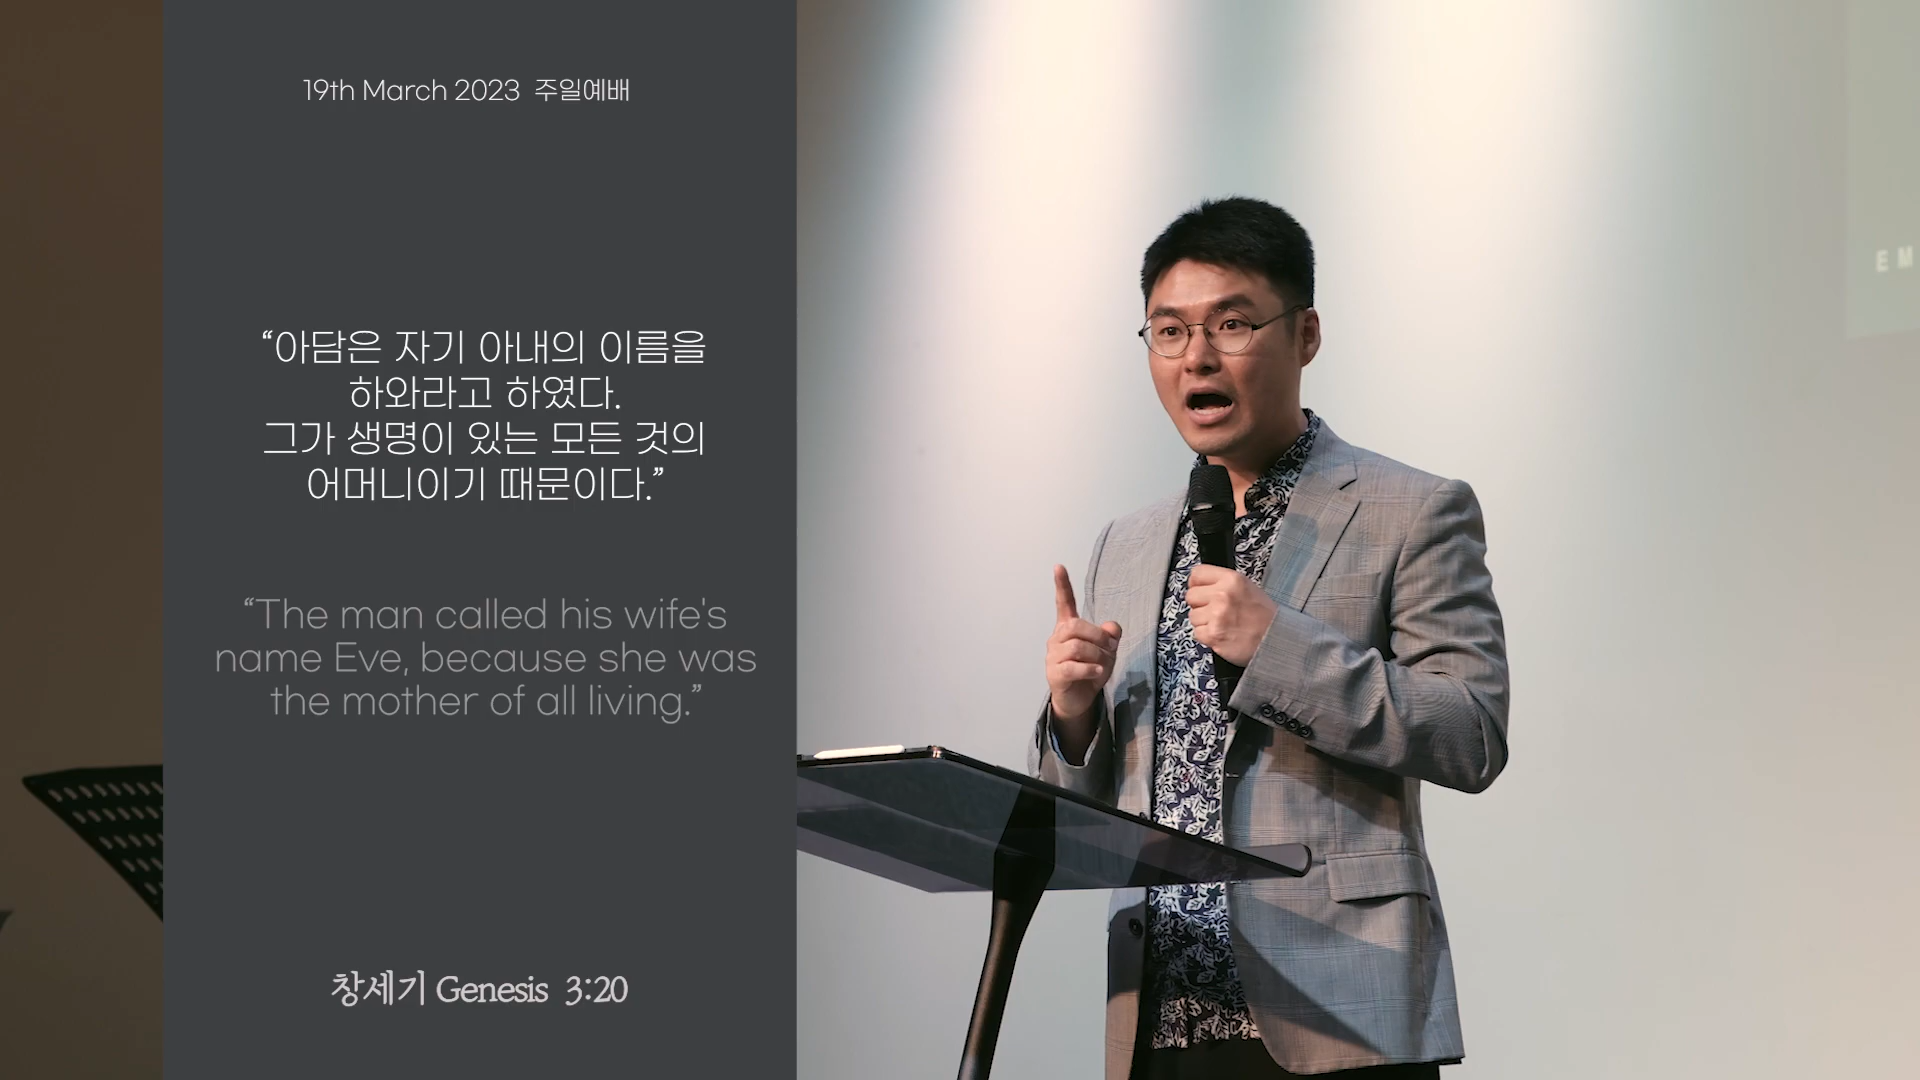 19th March 2023 주일예배
“아담은 자기 아내의 이름을
하와라고 하였다.
그가 생명이 있는 모든 것의
어머니이기 때문이다.”
“The man called his wife's
name Eve, because she was
the mother of all living.”
창세기 Genesis 3:20
E M